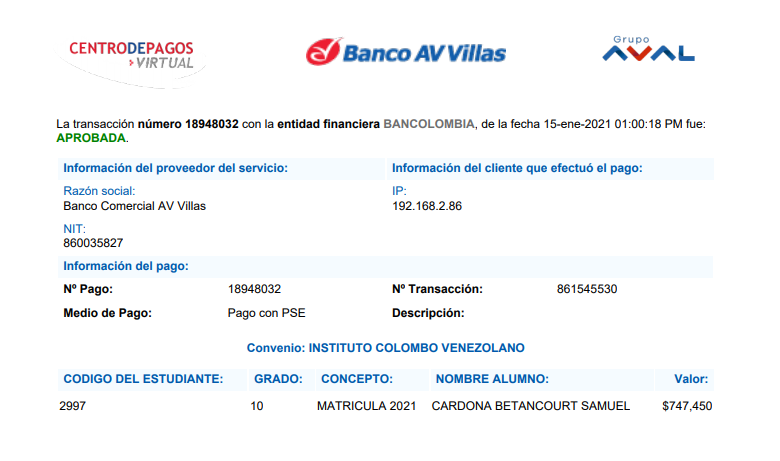 CENTRODEPAGOS
VIRTUAL
Banco AV Villas
Grupo
AVAL
La transacción número 18948032 con la entidad financiera BANCOLOMBIA, de la fecha 15-ene-2021 01:00:18 PM fue:
APROBADA.
Información del proveedor del servicio: Información del cliente que efectuó el pago:
Razón social: IP:
Banco Comercial AV Villas 192.168.2.86
NIT:
860035827
Información del pago:
Nº Pago: 18948032 Nº Transacción: 861545530
Medio de Pago: Pago con PSE Descripción:
Convenio: INSTITUTO COLOMBO VENEZOLANO
CODIGO DEL ESTUDIANTE: GRADO: CONCEPTO: NOMBRE ALUMNO: Valor:
2997 10 MATRICULA 2021 CARDONA BETANCOURT SAMUEL $747,450